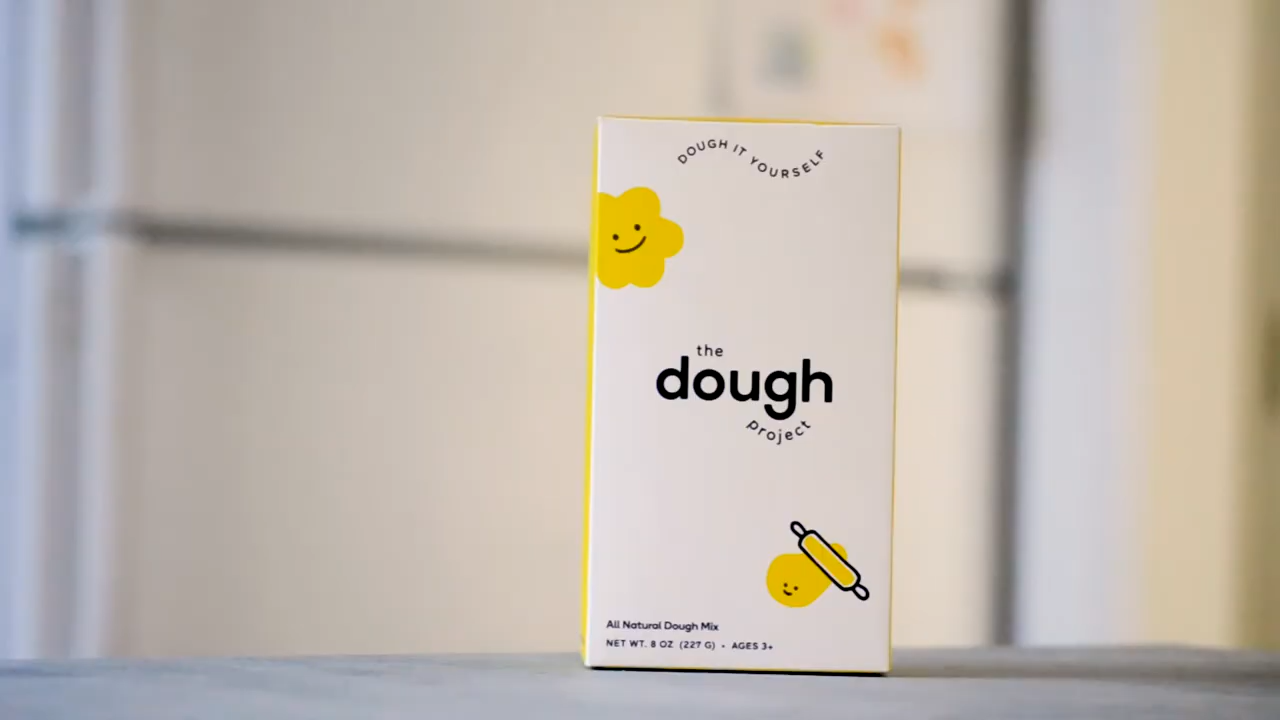 DOUGH IT YOURSELF
the
dough
project
All Natural Dough Mix
NET WT. 8 OZ (227 G) • AGES 3+